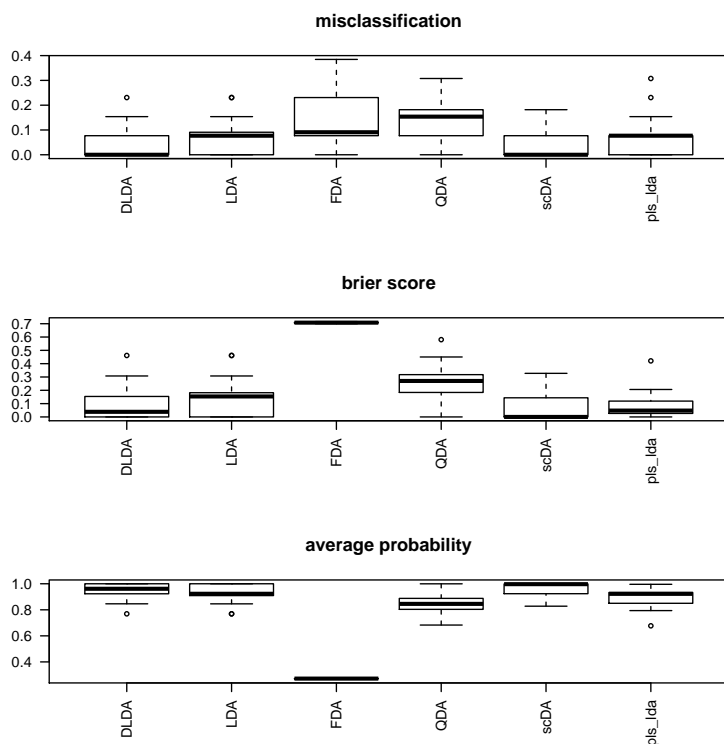 misclassification
0.4
0.3
0.2
0.1
0.0
DLDA
LDA
FDA
QDA
scDA
pls_lda
brier score
0.7
0.6
0.5
0.4
0.3
0.2
0.1
0.0
DLDA
LDA
FDA
QDA
scDA
pls_lda
average probability
1.0
0.8
0.6
0.4
DLDA
LDA
FDA
QDA
scDA
pls_lda